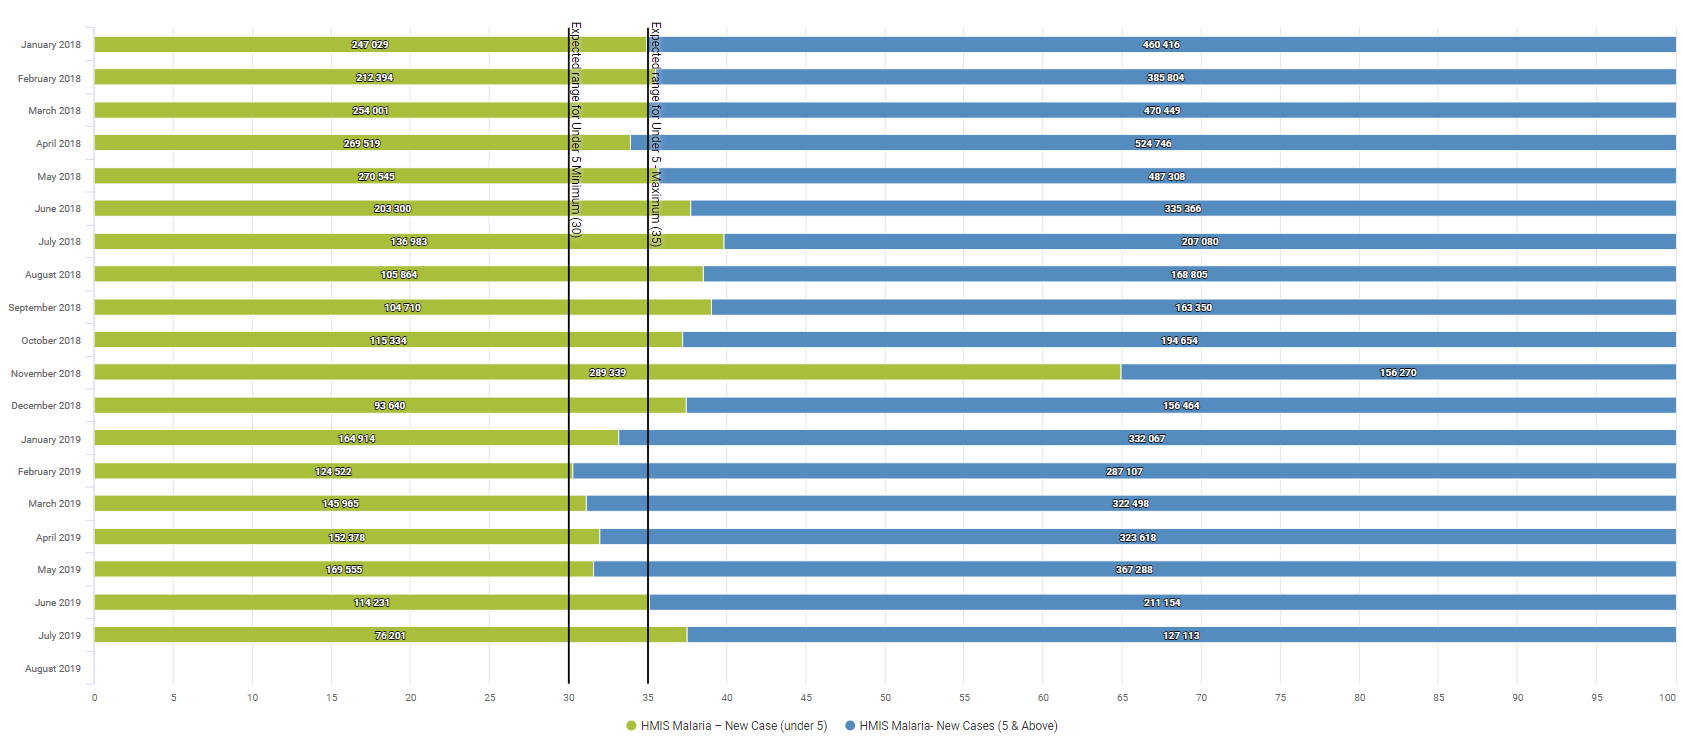 Expected range for Under 5 Minimum (30)
Expected range for Under 5 - Maximum (35)
January 2018 247 029 460 416
February 2018 212 394 385 804
March 2018 254 001 470 449
April 2018 269 519 524 746
May 2018 270 545 487 308
June 2018 203 300 335 366
July 2018 136 983 207 080
August 2018 105 864 168 805
September 2018 104 710 163 350
October 2018 115 334 194 654
November 2018 289 339 156 270
December 2018 93 640 156 464
January 2019 164 914 332 067
February 2019 124 522 287 107
March 2019 145 965 322 498
April 2019 152 378 323 618
May 2019 169 555 367 288
June 2019 114 231 211 154
July 2019 76 201 127 113
August 2019
0 5 10 15 20 25 30 35 40 45 50 55 60 65 70 75 80 85 90 95 100
HMIS Malaria – New Case (under 5) HMIS Malaria- New Cases (5 & Above)